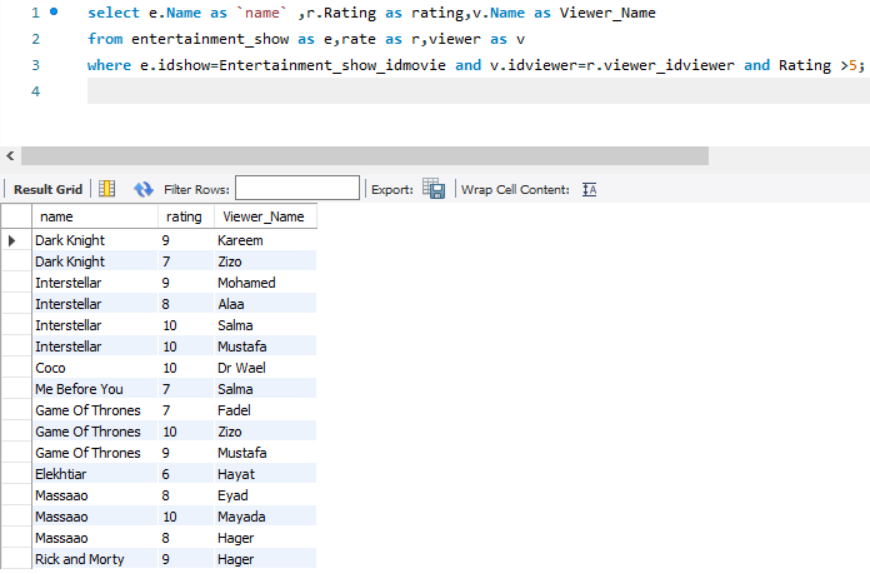 1 select e.Name as `name` ,r.Rating as rating,v.Name as Viewer_Name
2 from entertainment_show as e,rate as r,viewer as v
3 where e.idshow=Entertainment_show_idmovie and v.idviewer=r.viewer_idviewer and Rating >5;
4
Result Grid Filter Rows: Export: Wrap Cell Content:
name rating Viewer_Name
Dark Knight 9 Kareem
Dark Knight 7 Zizo
Interstellar 9 Mohamed
Interstellar 8 Alaa
Interstellar 10 Salma
Interstellar 10 Mustafa
Coco 10 Dr Wael
Me Before You 7 Salma
Game Of Thrones 7 Fadel
Game Of Thrones 10 Zizo
Game Of Thrones 9 Mustafa
Elekhtiar 6 Hayat
Massaao 8 Eyad
Massaao 10 Mayada
Massaao 8 Hager
Rick and Morty 9 Hager